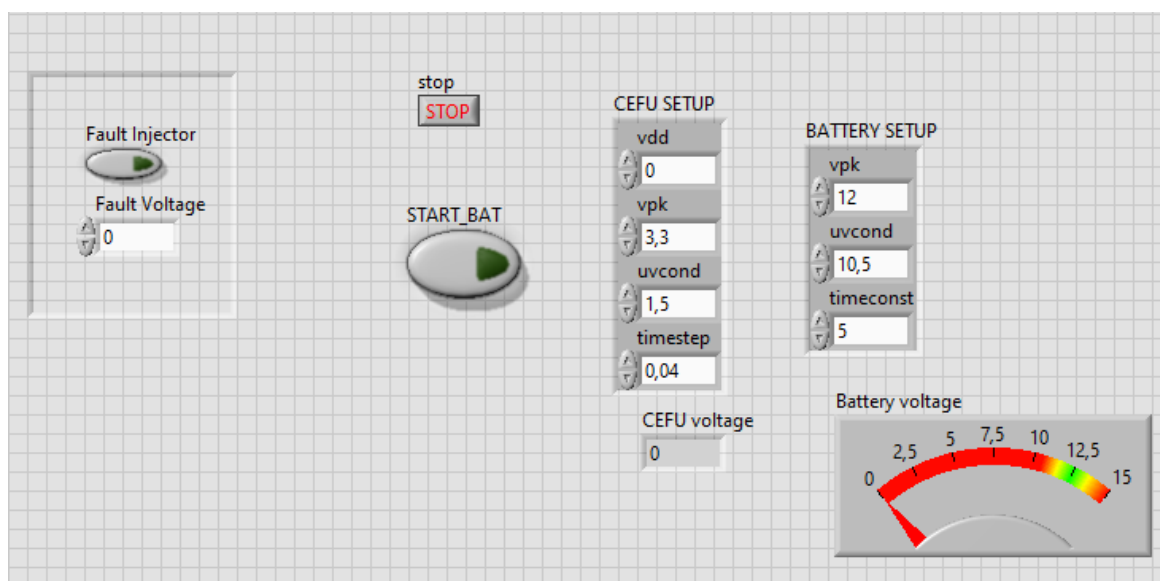 stop
STOP
Fault Injector
Fault Voltage
0
START_BAT
CEFU SETUP
vdd
0
vpk
3,3
uvcond
1,5
timestep
0,04
CEFU voltage
0
BATTERY SETUP
vpk
12
uvcond
10,5
timeconst
5
Battery voltage
0 2,5 5 7,5 10 12,5 15